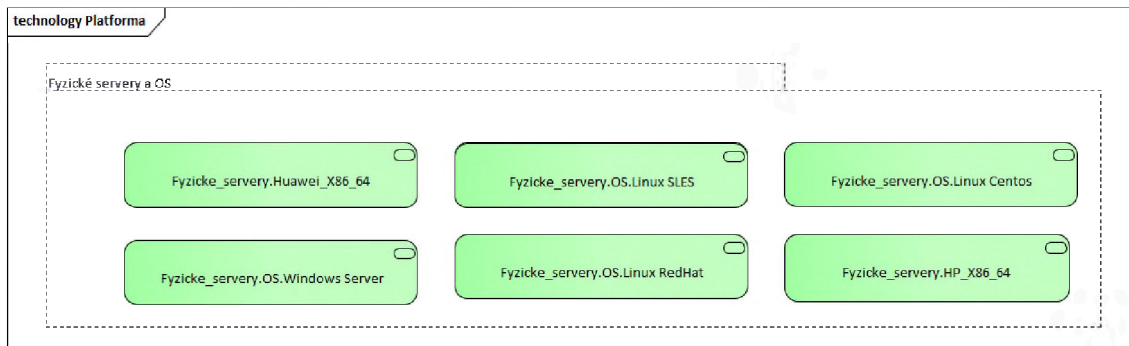 technology Platforma
Fyzické servery a OS
Fyzicke_servery.Huawei_X86_64
Fyzicke_servery.OS.Linux SLES
Fyzicke_servery.OS.Linux Centos
Fyzicke_servery.OS.Windows Server
Fyzicke_servery.OS.Linux RedHat
Fyzicke_servery.HP_X86_64